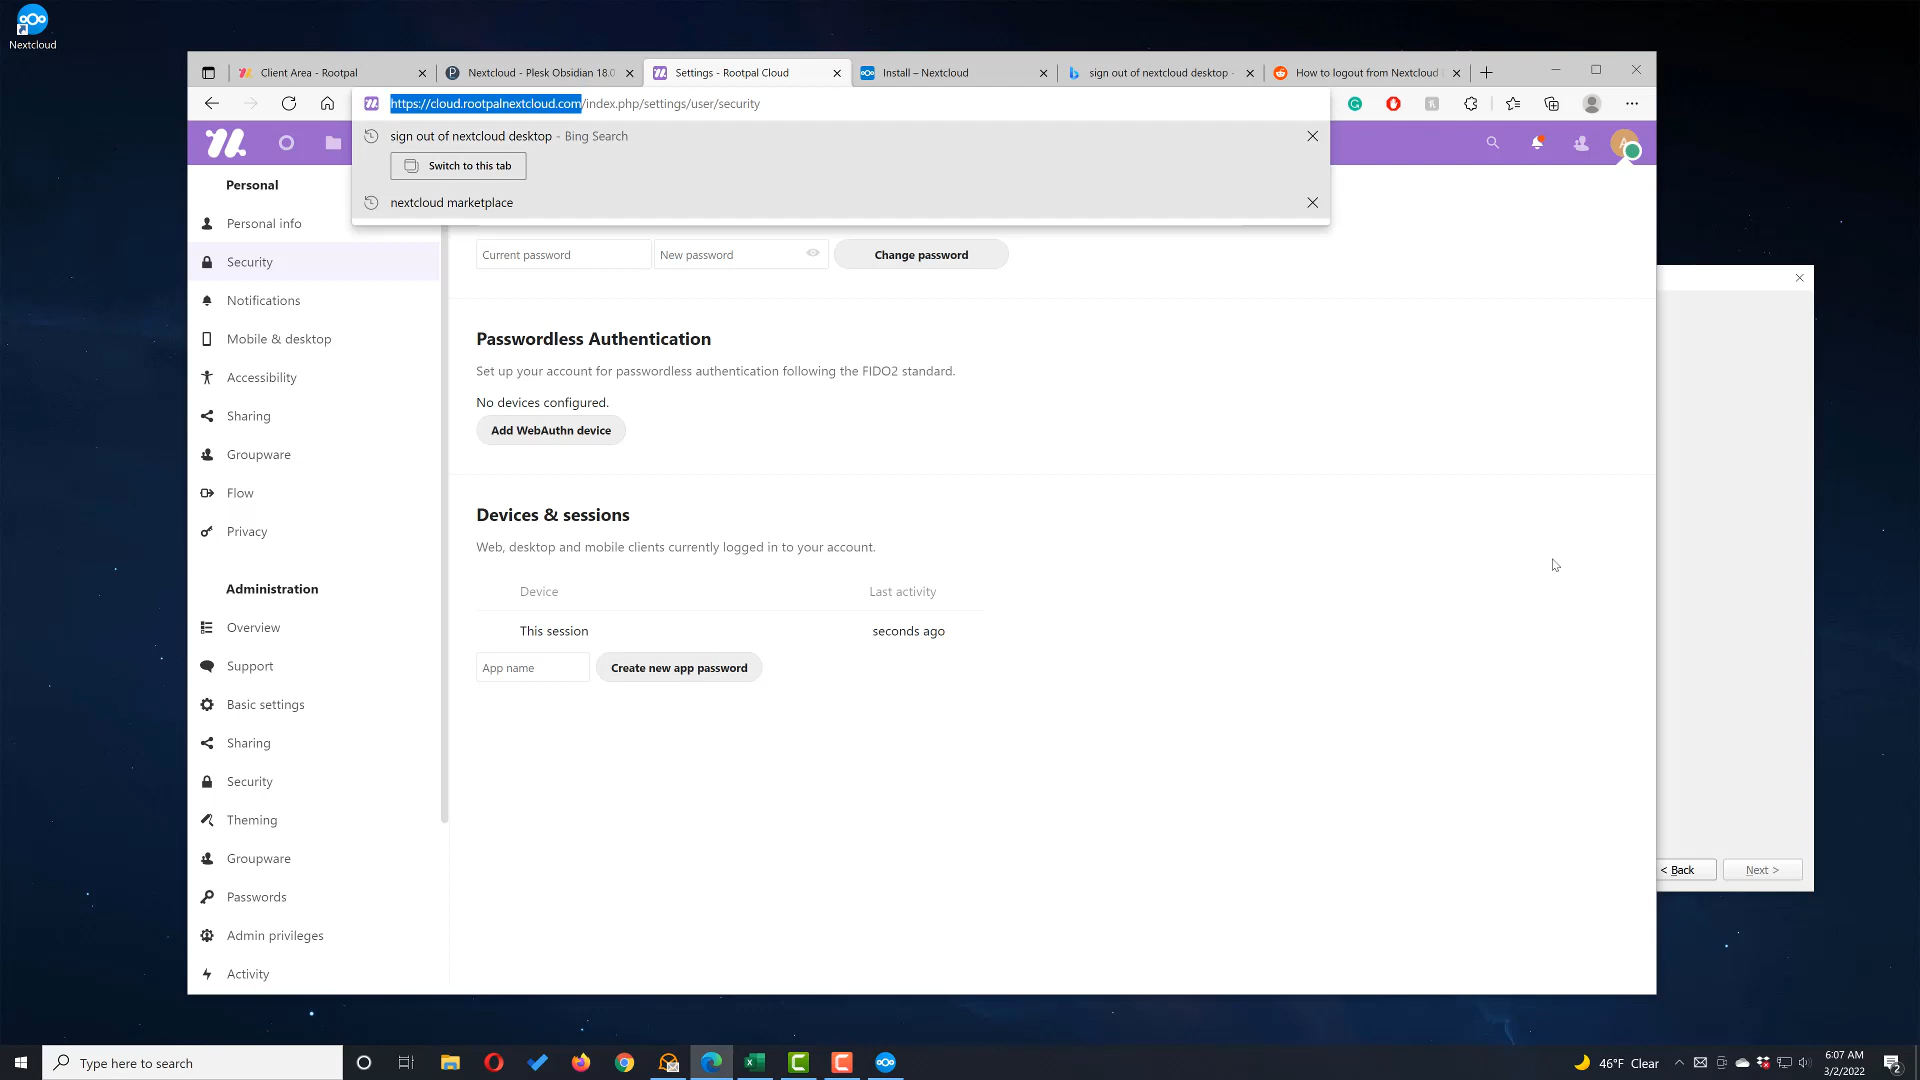 Nextcloud
Client Area - Rootpal
Nextcloud - Plesk Obsidian 18.0
Settings - Rootpal Cloud
Install – Nextcloud
sign out of nextcloud desktop -
How to logout from Nextcloud
https://cloud.rootpalnextcloud.com/index.php/settings/user/security
sign out of nextcloud desktop - Bing Search
Switch to this tab
nextcloud marketplace
Personal
Personal info
Security
Notifications
Mobile & desktop
Accessibility
Sharing
Groupware
Flow
Privacy
Administration
Overview
Support
Basic settings
Sharing
Security
Theming
Groupware
Passwords
Admin privileges
Activity
Current password
New password
Change password
Passwordless Authentication
Set up your account for passwordless authentication following the FIDO2 standard.
No devices configured.
Add WebAuthn device
Devices & sessions
Web, desktop and mobile clients currently logged in to your account.
Device Last activity
This session seconds ago
App name
Create new app password
< Back
Next >
Type here to search
46°F Clear
6:07 AM
3/2/2022
2